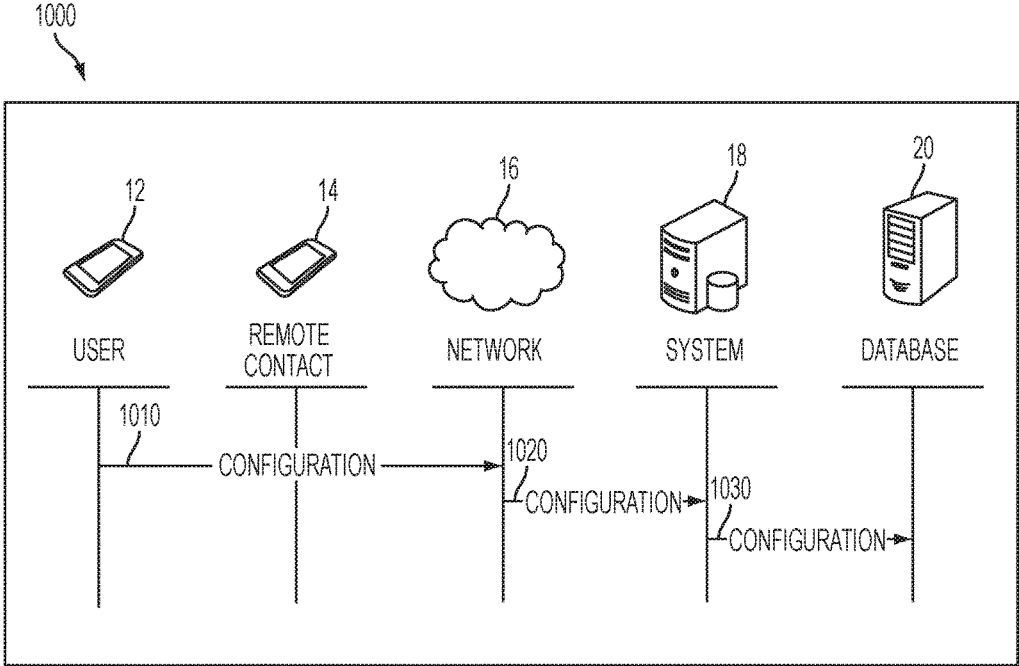 1000
12
14
16
18
20
USER
REMOTE
CONTACT
NETWORK
SYSTEM
DATABASE
1010
CONFIGURATION
1020
CONFIGURATION
1030
CONFIGURATION